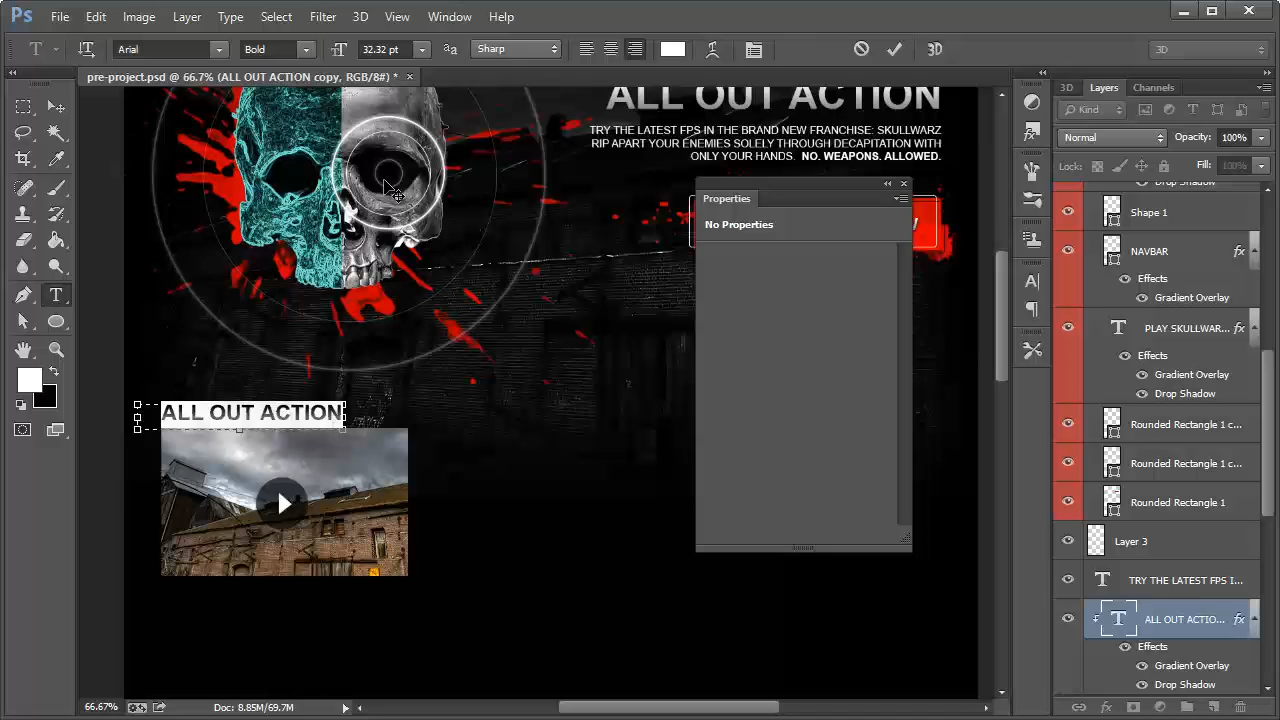 Ps File Edit Image Layer Type Select Filter 3D View Window Help
T Arial Bold 32.32 pt Sharp 3D 3D
pre-project.psd @ 66.7% (ALL OUT ACTION copy, RGB/8#) * ×
3D Layers Channels
Kind
Normal Opacity: 100%
Lock: Fill: 100%
Drop Shadow
Shape 1
NAVBAR fx
Effects
Gradient Overlay
PLAY SKULLWAR... fx
Effects
Gradient Overlay
Drop Shadow
Rounded Rectangle 1 c...
Rounded Rectangle 1 c...
Rounded Rectangle 1
Layer 3
TRY THE LATEST FPS I...
ALL OUT ACTIO... fx
Effects
Gradient Overlay
Drop Shadow
ALL OUT ACTION
TRY THE LATEST FPS IN THE BRAND NEW FRANCHISE: SKULLWARZ
RIP APART YOUR ENEMIES SOLELY THROUGH DECAPITATION WITH
ONLY YOUR HANDS. NO. WEAPONS. ALLOWED.
Properties
No Properties
ALL OUT ACTION
66.67% Doc: 8.85M/69.7M